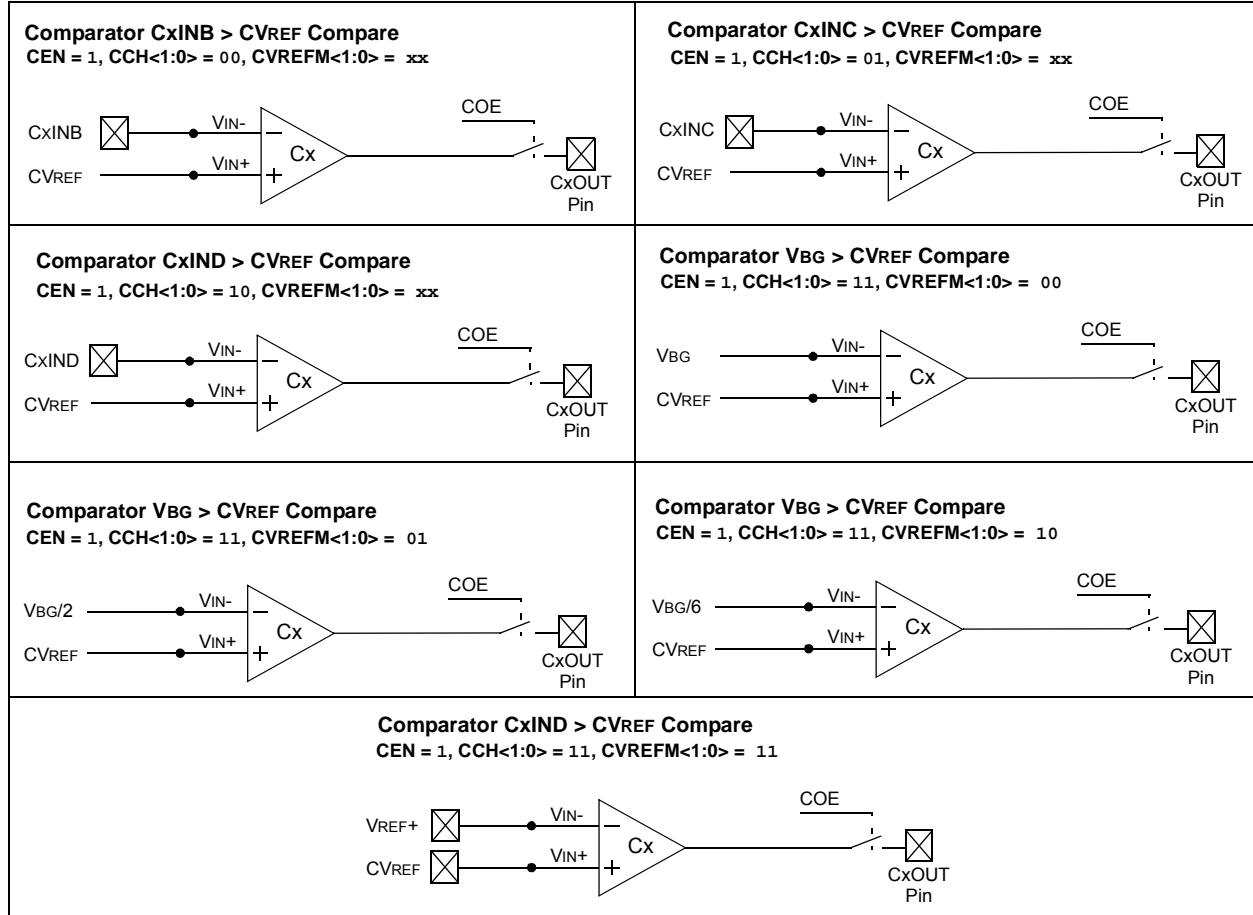 Comparator CxINB > CVREF Compare
CEN = 1, CCH<1:0> = 00, CVREFM<1:0> = xx
COE
CxINB
VIN-
CVREF
VIN+
Cx
CxOUT
Pin
Comparator CxINC > CVREF Compare
CEN = 1, CCH<1:0> = 01, CVREFM<1:0> = xx
COE
CxINC
VIN-
CVREF
VIN+
Cx
CxOUT
Pin
Comparator CxIND > CVREF Compare
CEN = 1, CCH<1:0> = 10, CVREFM<1:0> = xx
COE
CxIND
VIN-
CVREF
VIN+
Cx
CxOUT
Pin
Comparator VBG > CVREF Compare
CEN = 1, CCH<1:0> = 11, CVREFM<1:0> = 00
COE
VBG
VIN-
CVREF
VIN+
Cx
CxOUT
Pin
Comparator VBG > CVREF Compare
CEN = 1, CCH<1:0> = 11, CVREFM<1:0> = 01
COE
VBG/2
VIN-
CVREF
VIN+
Cx
CxOUT
Pin
Comparator VBG > CVREF Compare
CEN = 1, CCH<1:0> = 11, CVREFM<1:0> = 10
COE
VBG/6
VIN-
CVREF
VIN+
Cx
CxOUT
Pin
Comparator CxIND > CVREF Compare
CEN = 1, CCH<1:0> = 11, CVREFM<1:0> = 11
COE
VREF+
VIN-
CVREF
VIN+
Cx
CxOUT
Pin